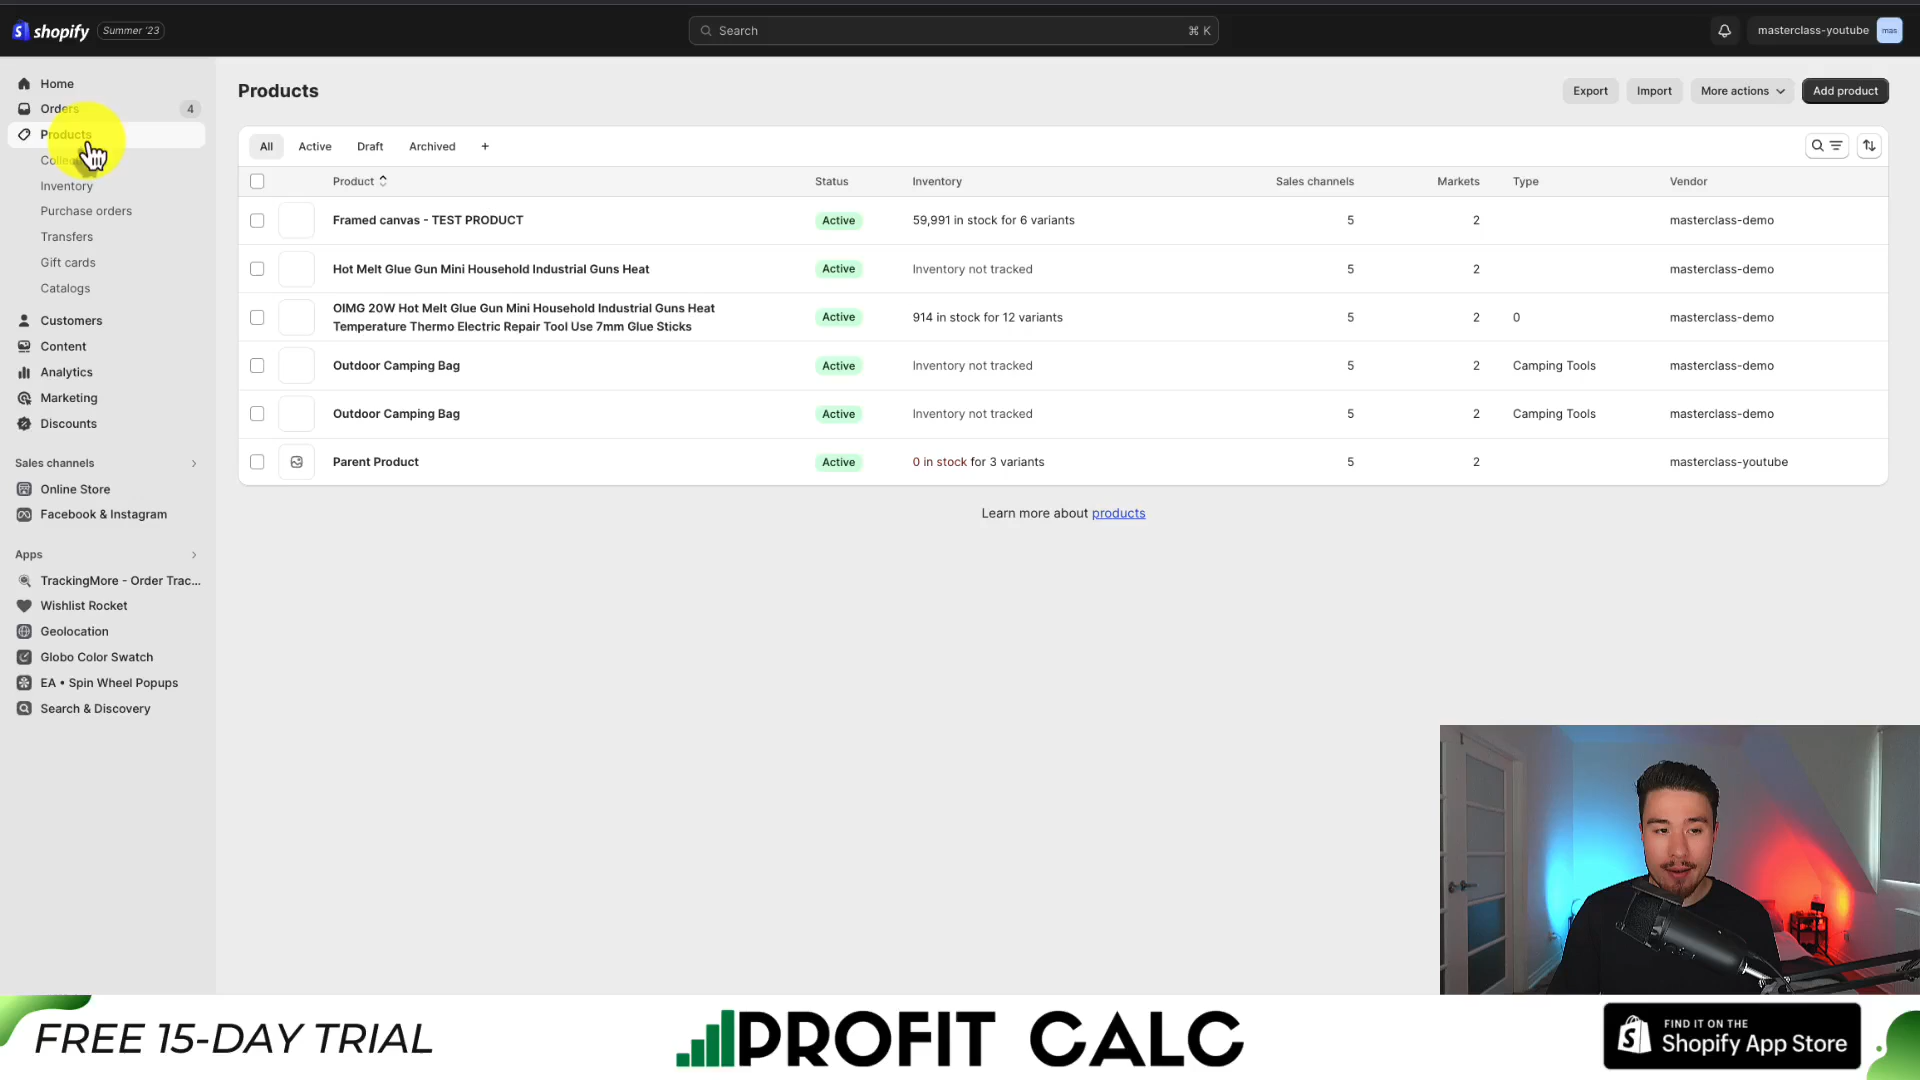 shopify Summer '23
Search ⌘ K
masterclass-youtube mas
Home
Orders 4
Products
Inventory
Purchase orders
Transfers
Gift cards
Catalogs
Customers
Content
Analytics
Marketing
Discounts
Sales channels
Online Store
Facebook & Instagram
Apps
TrackingMore - Order Trac...
Wishlist Rocket
Geolocation
Globo Color Swatch
EA • Spin Wheel Popups
Search & Discovery
Products
Export Import More actions Add product
All Active Draft Archived +
Product Status Inventory Sales channels Markets Type Vendor
Framed canvas - TEST PRODUCT Active 59,991 in stock for 6 variants 5 2 masterclass-demo
Hot Melt Glue Gun Mini Household Industrial Guns Heat Active Inventory not tracked 5 2 masterclass-demo
OIMG 20W Hot Melt Glue Gun Mini Household Industrial Guns Heat
Temperature Thermo Electric Repair Tool Use 7mm Glue Sticks Active 914 in stock for 12 variants 5 2 0 masterclass-demo
Outdoor Camping Bag Active Inventory not tracked 5 2 Camping Tools masterclass-demo
Outdoor Camping Bag Active Inventory not tracked 5 2 Camping Tools masterclass-demo
Parent Product Active 0 in stock for 3 variants 5 2 masterclass-youtube
Learn more about products
FREE 15-DAY TRIAL
PROFIT CALC
FIND IT ON THE
Shopify App Store